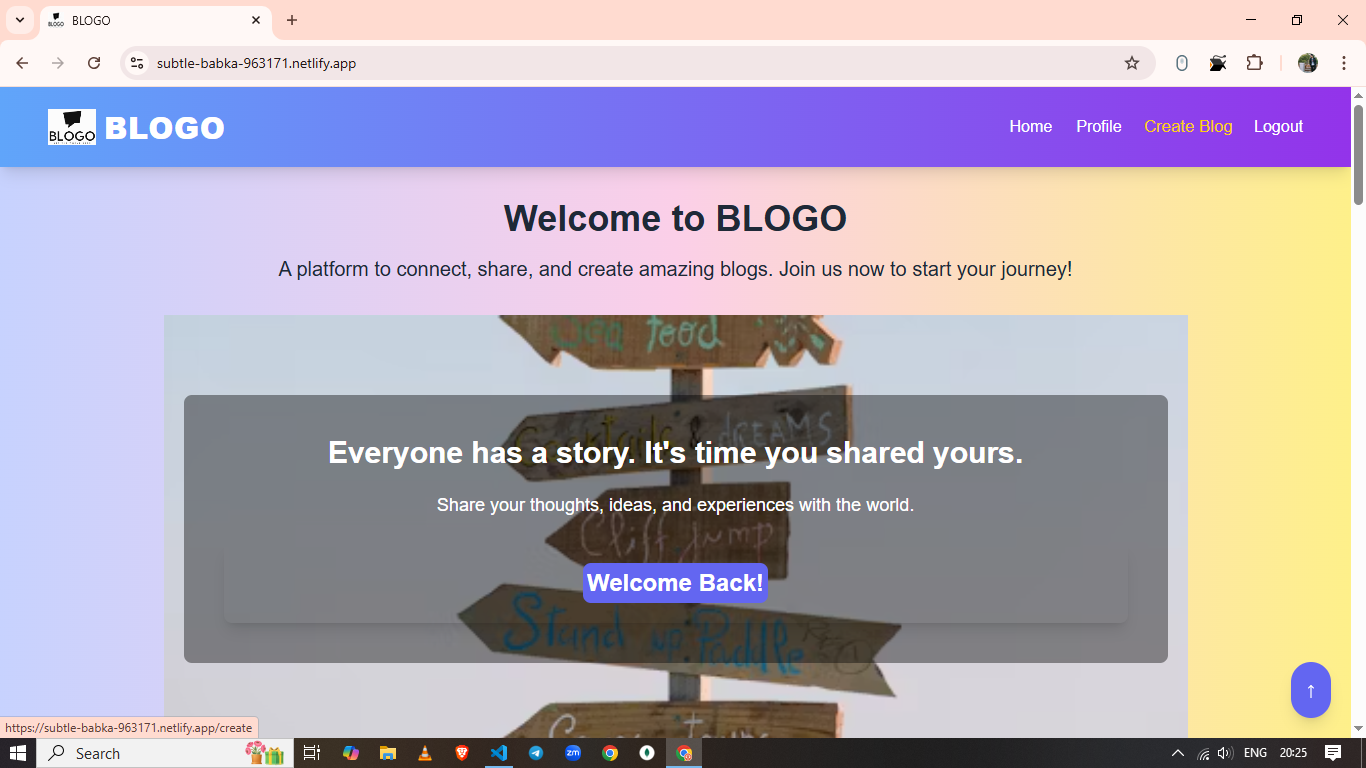 BLOGO
subtle-babka-963171.netlify.app
BLOGO
BLOGO
Home Profile Create Blog Logout
Welcome to BLOGO
A platform to connect, share, and create amazing blogs. Join us now to start your journey!
Sea food
Cocktails & DREAMS
Everyone has a story. It's time you shared yours.
Share your thoughts, ideas, and experiences with the world.
Cliff Jump
Welcome Back!
Stand up Paddle
↑
https://subtle-babka-963171.netlify.app/create
Search
zm
ENG 20:25